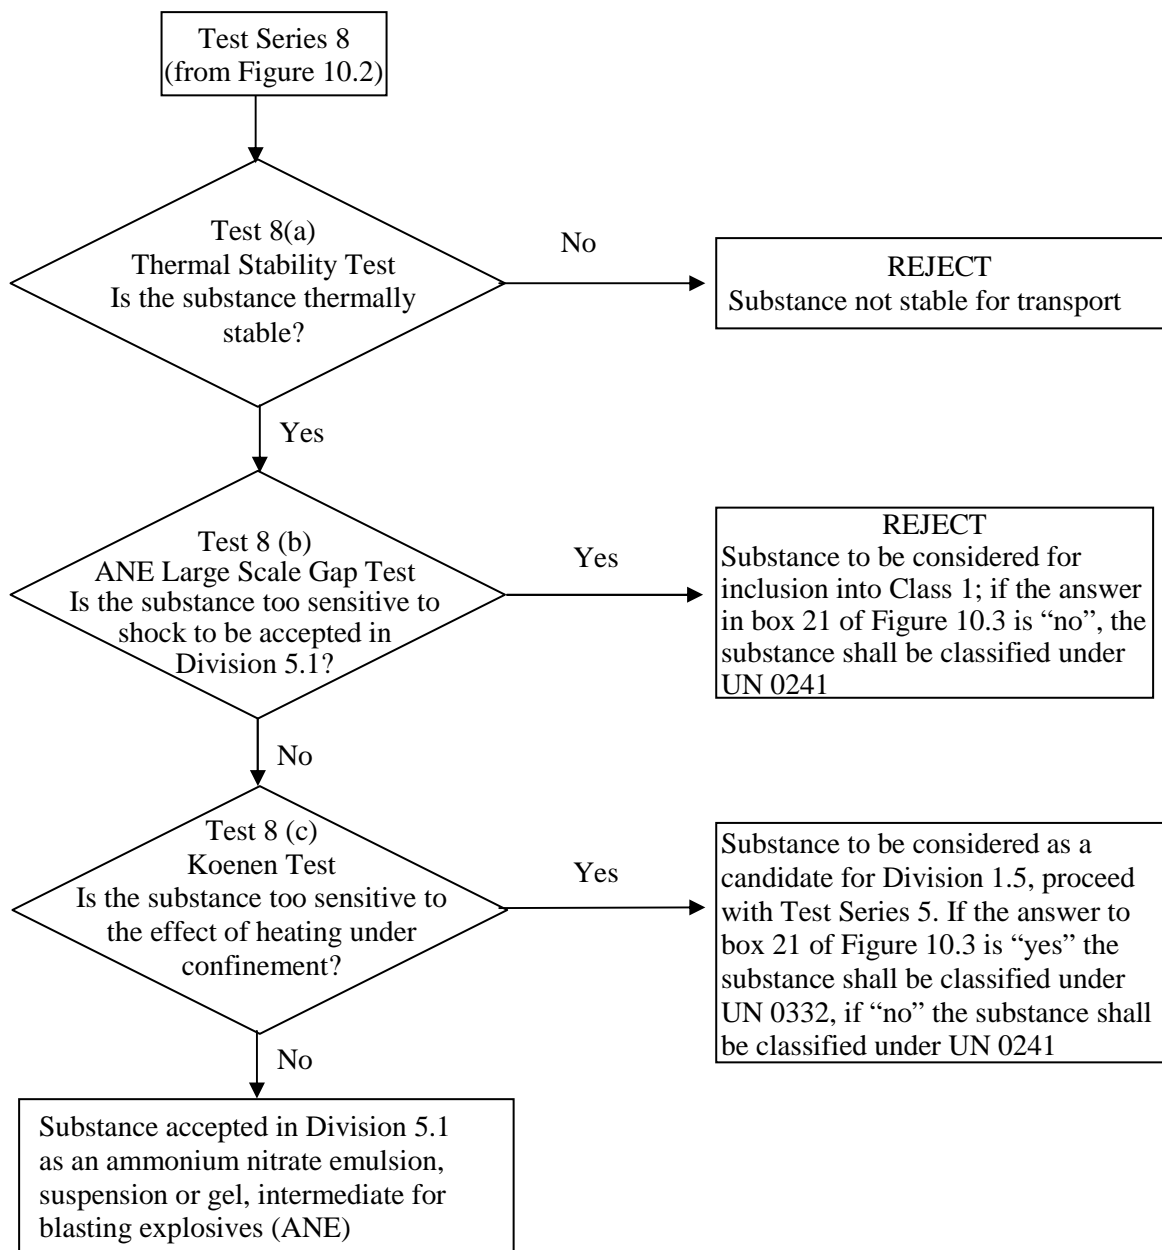 Test Series 8
(from Figure 10.2)
Test 8(a)
Thermal Stability Test
Is the substance thermally
stable?
No
REJECT
Substance not stable for transport
Yes
Test 8 (b)
ANE Large Scale Gap Test
Is the substance too sensitive to
shock to be accepted in
Division 5.1?
Yes
REJECT
Substance to be considered for
inclusion into Class 1; if the answer
in box 21 of Figure 10.3 is “no”, the
substance shall be classified under
UN 0241
No
Test 8 (c)
Koenen Test
Is the substance too sensitive to
the effect of heating under
confinement?
Yes
Substance to be considered as a
candidate for Division 1.5, proceed
with Test Series 5. If the answer to
box 21 of Figure 10.3 is “yes” the
substance shall be classified under
UN 0332, if “no” the substance shall
be classified under UN 0241
No
Substance accepted in Division 5.1
as an ammonium nitrate emulsion,
suspension or gel, intermediate for
blasting explosives (ANE)